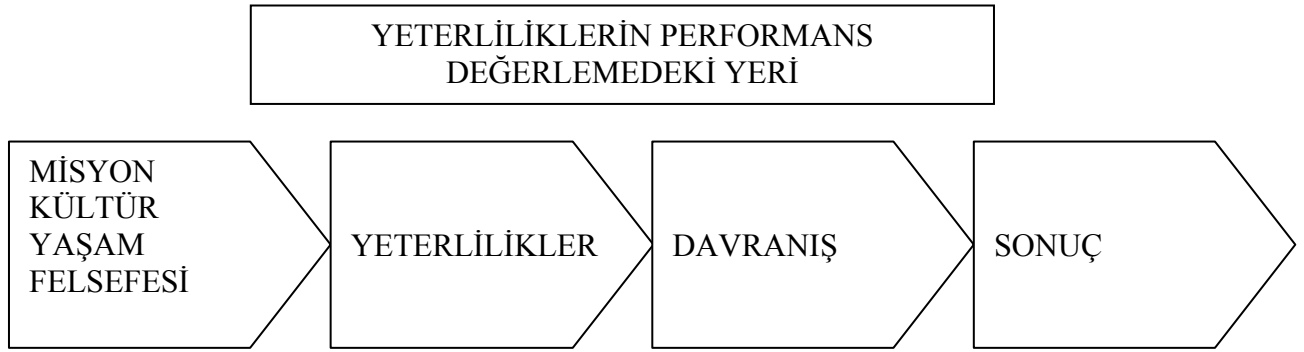 YETERLİLİKLERİN PERFORMANS
DEĞERLEMEDEKİ YERİ
MİSYON
KÜLTÜR
YAŞAM
FELSEFESİ
YETERLİLİKLER
DAVRANIŞ
SONUÇ